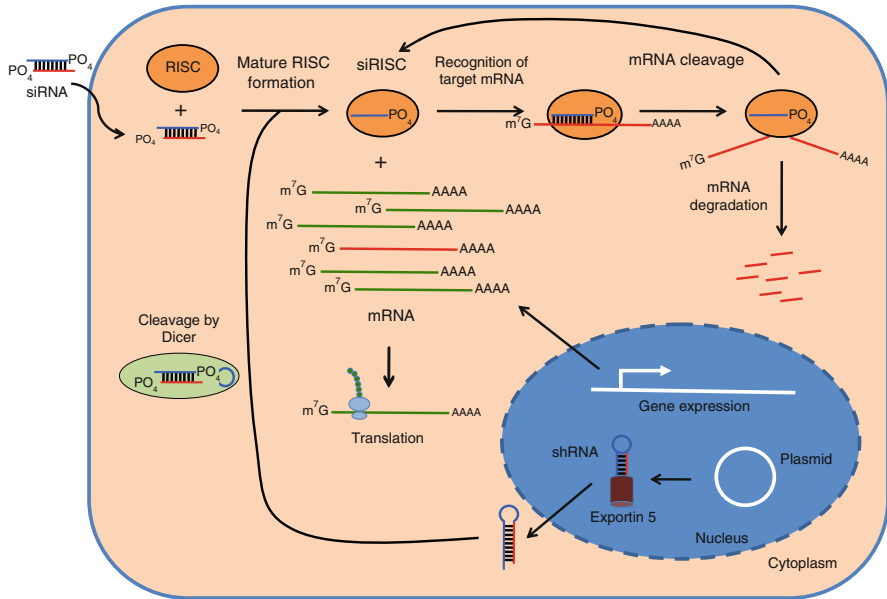 PO4
PO4
siRNA
RISC
+
PO4
PO4
Mature RISC
formation
siRISC
PO4
+
Recognition of
target mRNA
m7G
PO4
AAAA
mRNA cleavage
PO4
m7G
AAAA
mRNA
degradation
m7G AAAA
m7G AAAA
m7G AAAA
m7G AAAA
m7G AAAA
m7G AAAA
mRNA
m7G AAAA
Translation
Cleavage by
Dicer
PO4
PO4
Gene expression
shRNA
Exportin 5
Plasmid
Nucleus
Cytoplasm